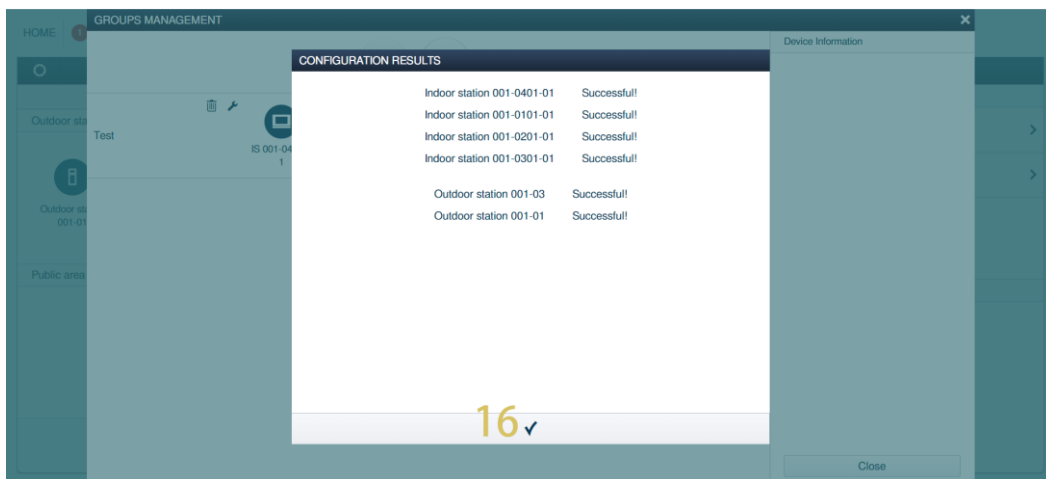 GROUPS MANAGEMENT
HOME 1
Device Information
CONFIGURATION RESULTS
Indoor station 001-0401-01 Successful!
Indoor station 001-0101-01 Successful!
Indoor station 001-0201-01 Successful!
Indoor station 001-0301-01 Successful!
Outdoor station 001-03 Successful!
Outdoor station 001-01 Successful!
Outdoor sta
Test
IS 001-04
1
Outdoor sta
001-01
Public area
16
Close